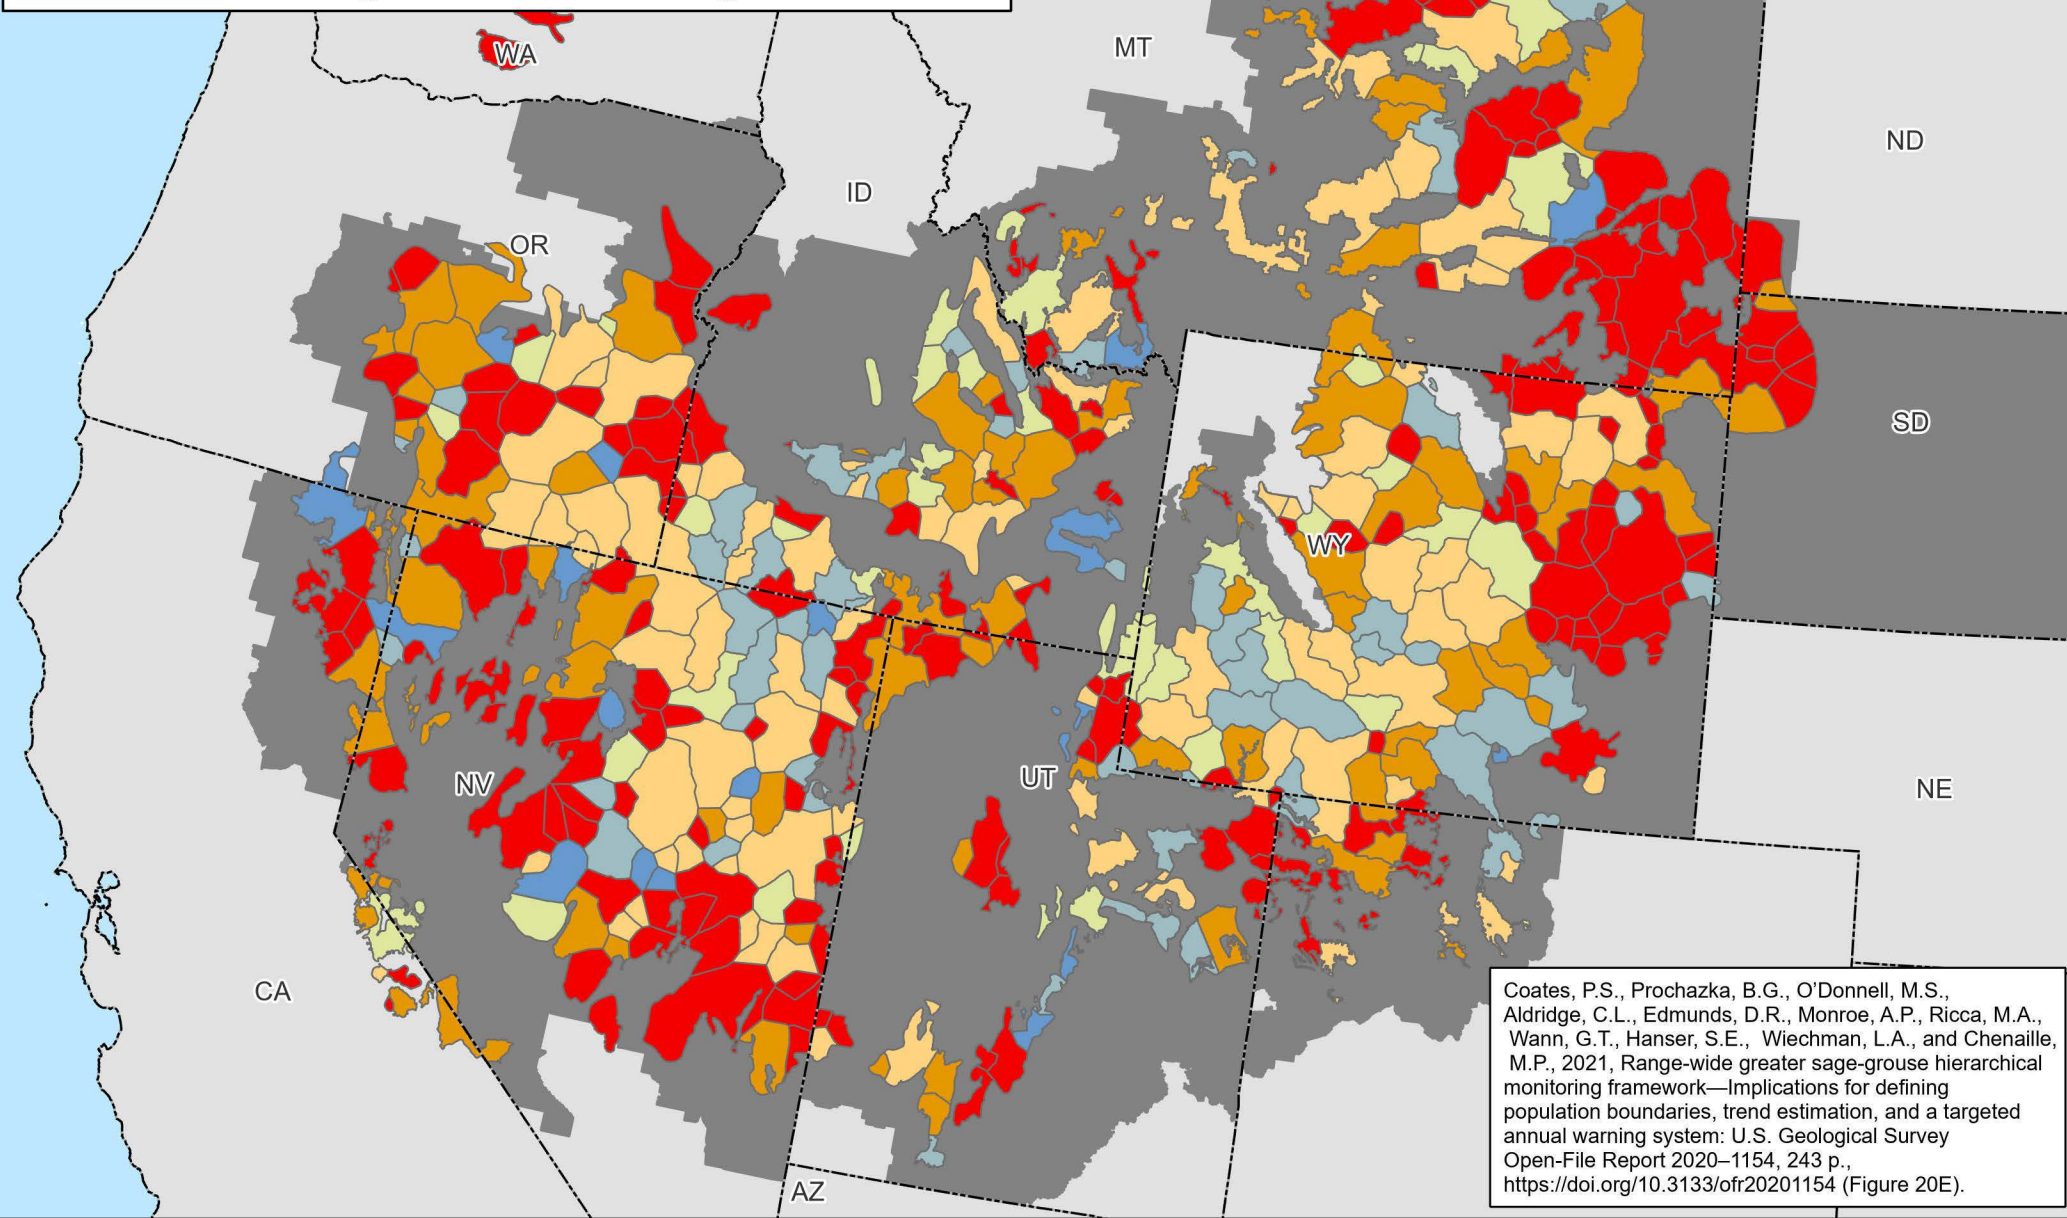 WA
MT
ND
ID
OR
SD
WY
NV
UT
NE
CA
AZ
Coates, P.S., Prochazka, B.G., O’Donnell, M.S.,
Aldridge, C.L., Edmunds, D.R., Monroe, A.P., Ricca, M.A.,
Wann, G.T., Hanser, S.E., Wiechman, L.A., and Chenaille,
M.P., 2021, Range-wide greater sage-grouse hierarchical
monitoring framework—Implications for defining
population boundaries, trend estimation, and a targeted
annual warning system: U.S. Geological Survey
Open-File Report 2020–1154, 243 p.,
https://doi.org/10.3133/ofr20201154 (Figure 20E).